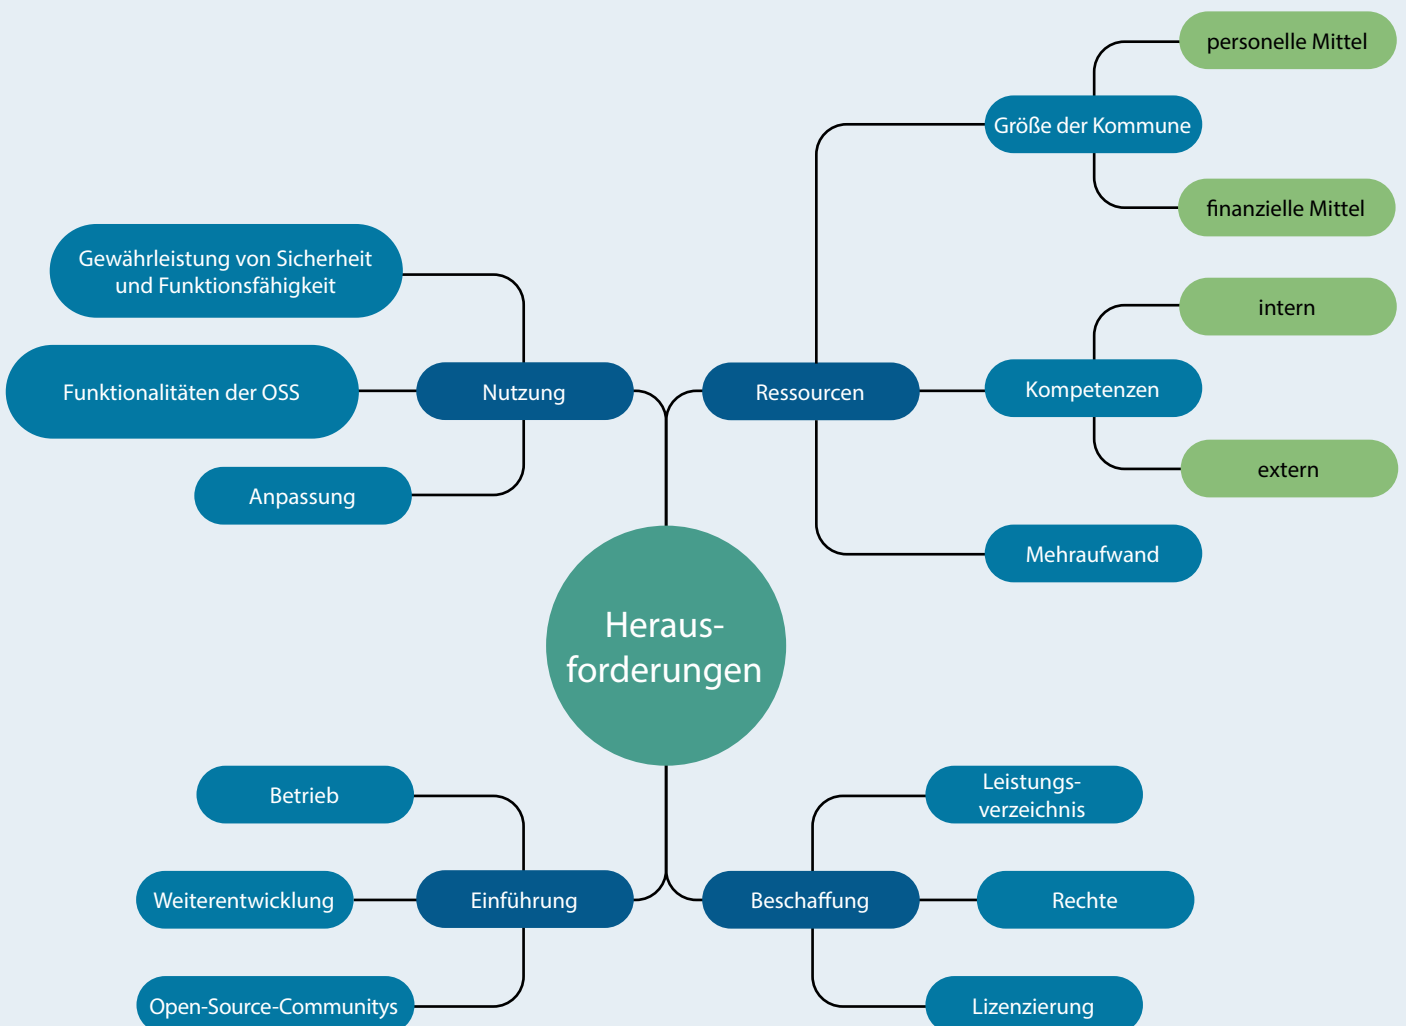 personelle Mittel
Größe der Kommune
finanzielle Mittel
Gewährleistung von Sicherheit
und Funktionsfähigkeit
intern
Funktionalitäten der OSS
Nutzung
Ressourcen
Kompetenzen
extern
Anpassung
Mehraufwand
Heraus-
forderungen
Betrieb
Leistungs-
verzeichnis
Weiterentwicklung
Einführung
Beschaffung
Rechte
Open-Source-Communitys
Lizenzierung